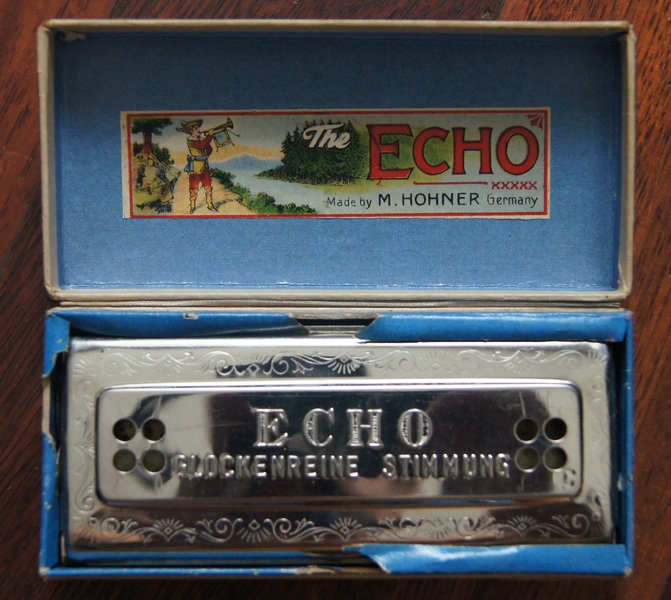 The ECHO
xxxxx
Made by M. HOHNER Germany
ECHO
GLOCKENREINE STIMMUNG